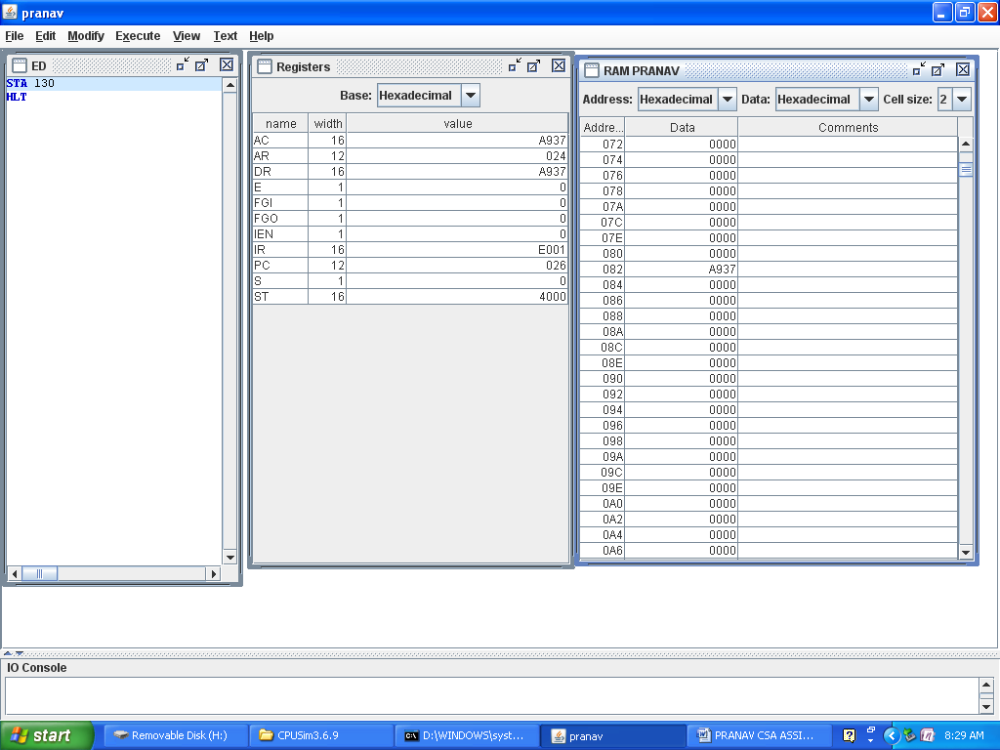 pranav
File Edit Modify Execute View Text Help
ED
STA 130
HLT
Registers
Base: Hexadecimal
name width value
AC 16 A937
AR 12 024
DR 16 A937
E 1 0
FGI 1 0
FGO 1 0
IEN 1 0
IR 16 E001
PC 12 026
S 1 0
ST 16 4000
RAM PRANAV
Address: Hexadecimal Data: Hexadecimal Cell size: 2
Addre... Data Comments
072 0000
074 0000
076 0000
078 0000
07A 0000
07C 0000
07E 0000
080 0000
082 A937
084 0000
086 0000
088 0000
08A 0000
08C 0000
08E 0000
090 0000
092 0000
094 0000
096 0000
098 0000
09A 0000
09C 0000
09E 0000
0A0 0000
0A2 0000
0A4 0000
0A6 0000
IO Console
start Removable Disk (H:) CPUSim3.6.9 D:\WINDOWS\syst... pranav PRANAV CSA ASSI... 8:29 AM